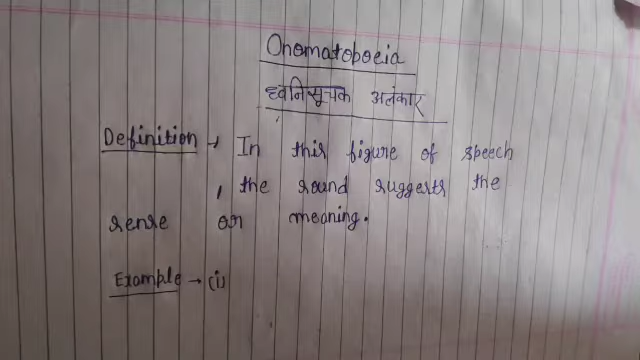 Onomatopoeia
ध्वनिसूचक अलंकार
Definition → In this figure of speech
, the sound suggests the
sense or meaning.
Example → (i)